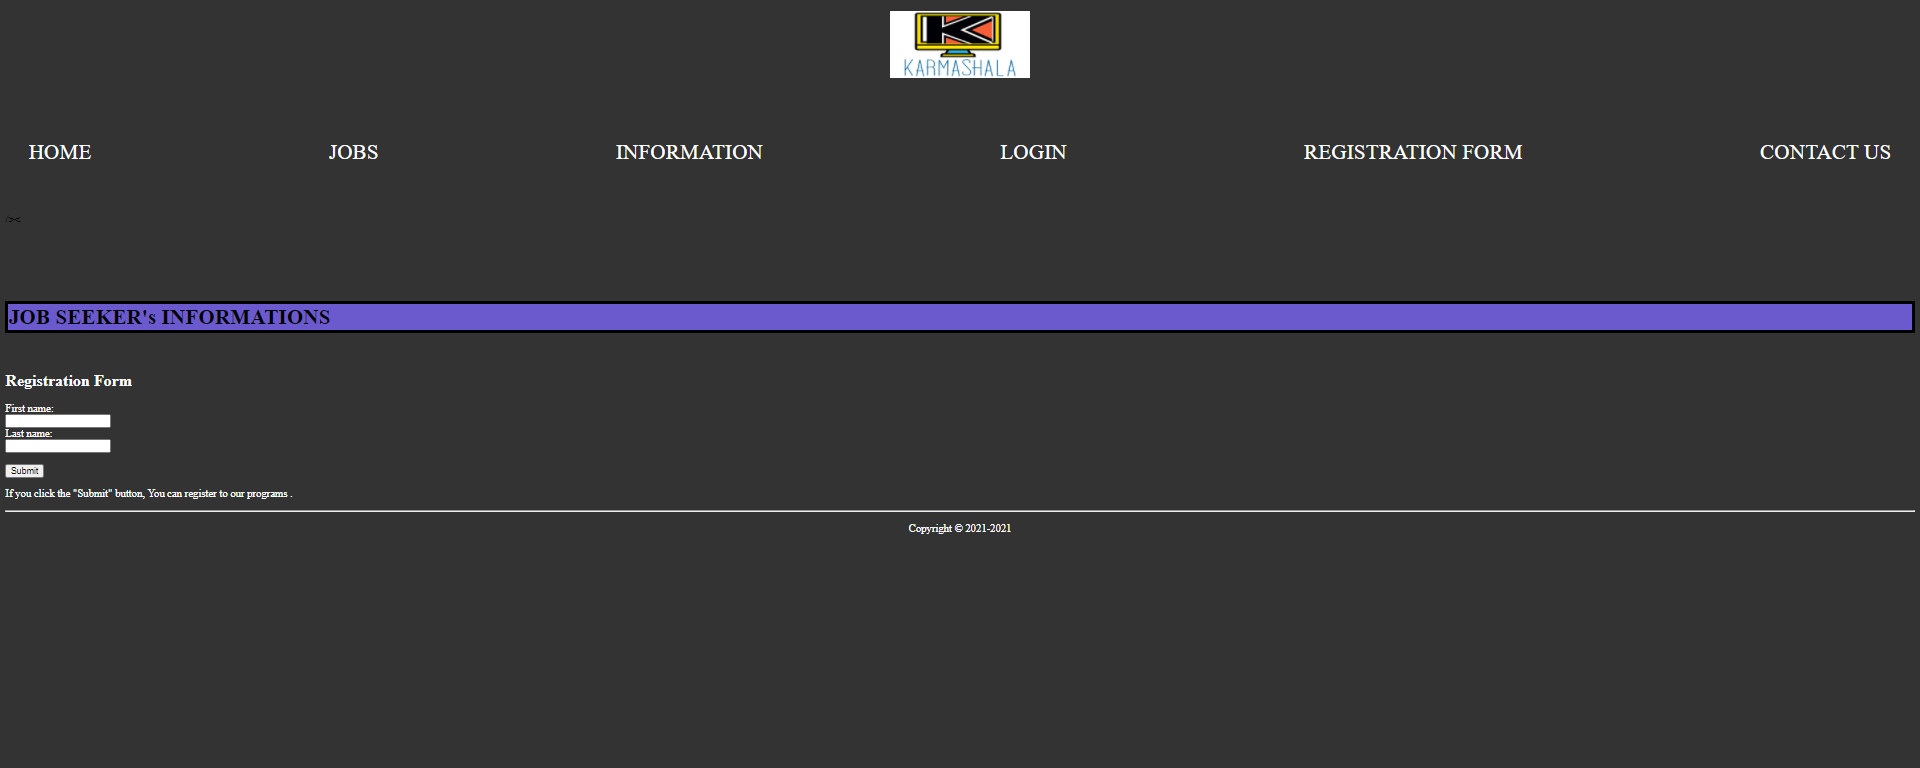 KARMASHALA
HOME JOBS INFORMATION LOGIN REGISTRATION FORM CONTACT US
/><
JOB SEEKER's INFORMATIONS
Registration Form
First name:
Last name:
Submit
If you click the "Submit" button, You can register to our programs .
Copyright © 2021-2021